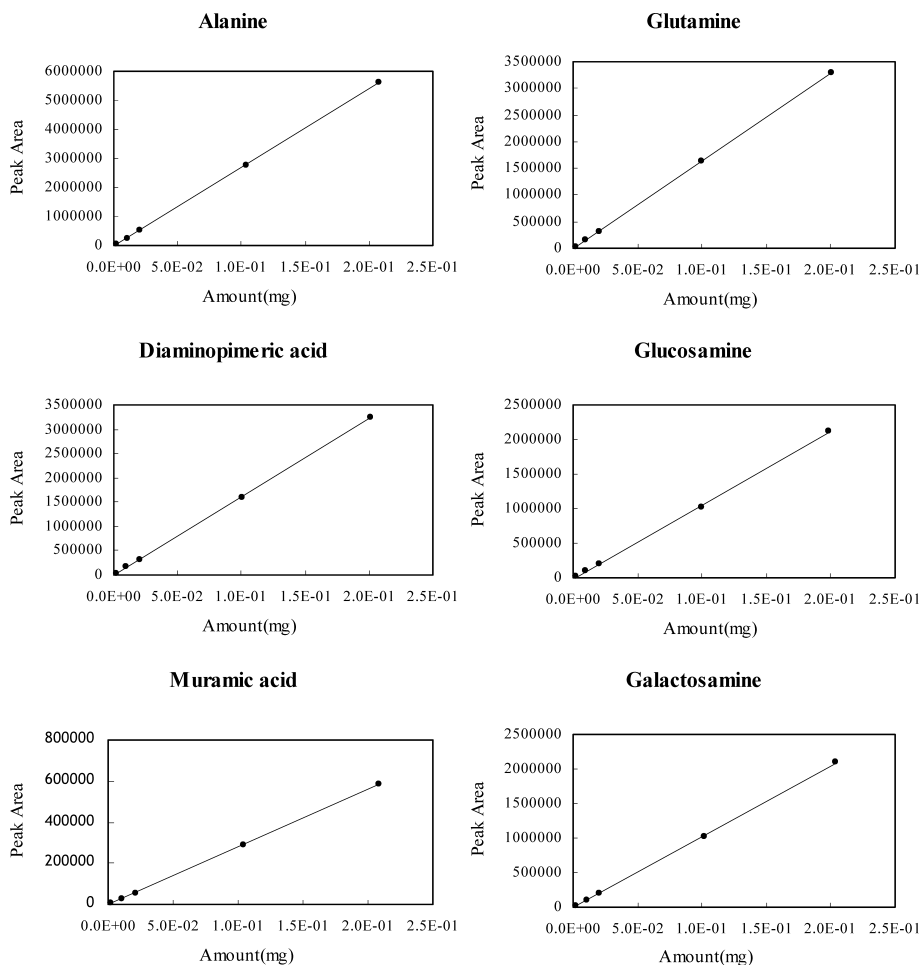 Alanine
Peak Area
6000000
5000000
4000000
3000000
2000000
1000000
0
0.0E+00 5.0E-02 1.0E-01 1.5E-01 2.0E-01 2.5E-01
Amount(mg)
Glutamine
Peak Area
3500000
3000000
2500000
2000000
1500000
1000000
500000
0
0.0E+00 5.0E-02 1.0E-01 1.5E-01 2.0E-01 2.5E-01
Amount(mg)
Diaminopimeric acid
Peak Area
3500000
3000000
2500000
2000000
1500000
1000000
500000
0
0.0E+00 5.0E-02 1.0E-01 1.5E-01 2.0E-01 2.5E-01
Amount(mg)
Glucosamine
Peak Area
2500000
2000000
1500000
1000000
500000
0
0.0E+00 5.0E-02 1.0E-01 1.5E-01 2.0E-01 2.5E-01
Amount(mg)
Muramic acid
Peak Area
800000
600000
400000
200000
0
0.0E+00 5.0E-02 1.0E-01 1.5E-01 2.0E-01 2.5E-01
Amount(mg)
Galactosamine
Peak Area
2500000
2000000
1500000
1000000
500000
0
0.0E+00 5.0E-02 1.0E-01 1.5E-01 2.0E-01 2.5E-01
Amount(mg)